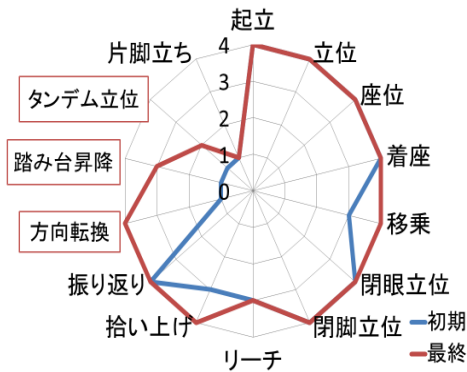 起立
立位
座位
着座
移乗
閉眼立位
閉脚立位
リーチ
拾い上げ
振り返り
方向転換
踏み台昇降
タンデム立位
片脚立ち
4
3
2
1
0
初期
最終